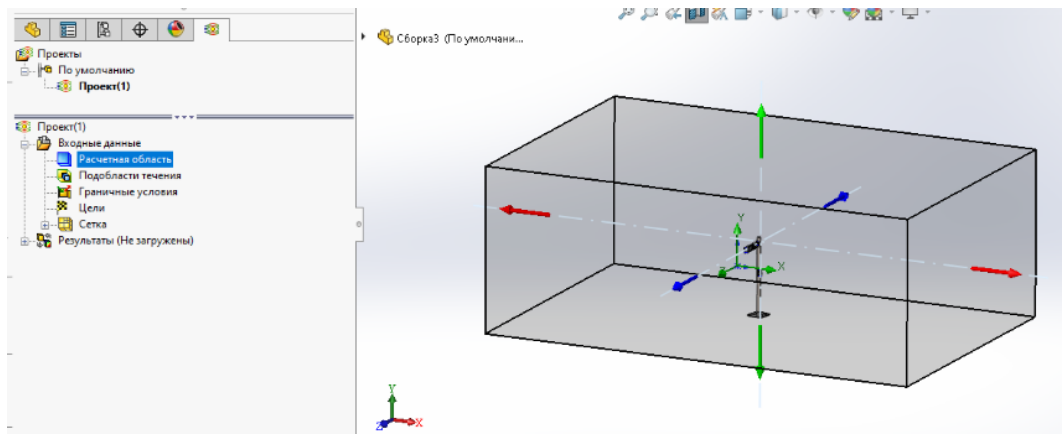 Сборка3 (По умолчани...
Проекты
По умолчанию
Проект(1)
Проект(1)
Входные данные
Расчетная область
Подобласти течения
Граничные условия
Цели
Сетка
Результаты (Не загружены)
Y
X
Z
Y
X
Z